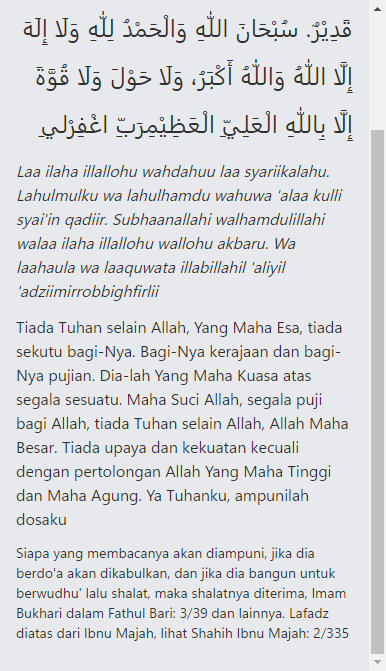 قَدِيْرٌ. سُبْحَانَ اللهِ وَالْحَمْدُ لِلّٰهِ وَلَا إِلٰهَ
إِلَّا اللهُ وَاللهُ أَكْبَرُ، وَلَا حَوْلَ وَلَا قُوَّةَ
إِلَّا بِاللهِ الْعَلِيِّ الْعَظِيْمِرَبِّ اغْفِرْلِي
Laa ilaha illallohu wahdahuu laa syariikalahu.
Lahulmulku wa lahulhamdu wahuwa 'alaa kulli
syai'in qadiir. Subhaanallahi walhamdulillahi
walaa ilaha illallohu wallohu akbaru. Wa
laahaula wa laaquwata illabillahil 'aliyil
'adziimirrobbighfirlii
Tiada Tuhan selain Allah, Yang Maha Esa, tiada
sekutu bagi-Nya. Bagi-Nya kerajaan dan bagi-
Nya pujian. Dia-lah Yang Maha Kuasa atas
segala sesuatu. Maha Suci Allah, segala puji
bagi Allah, tiada Tuhan selain Allah, Allah Maha
Besar. Tiada upaya dan kekuatan kecuali
dengan pertolongan Allah Yang Maha Tinggi
dan Maha Agung. Ya Tuhanku, ampunilah
dosaku
Siapa yang membacanya akan diampuni, jika dia
berdo'a akan dikabulkan, dan jika dia bangun untuk
berwudhu' lalu shalat, maka shalatnya diterima, Imam
Bukhari dalam Fathul Bari: 3/39 dan lainnya. Lafadz
diatas dari Ibnu Majah, lihat Shahih Ibnu Majah: 2/335